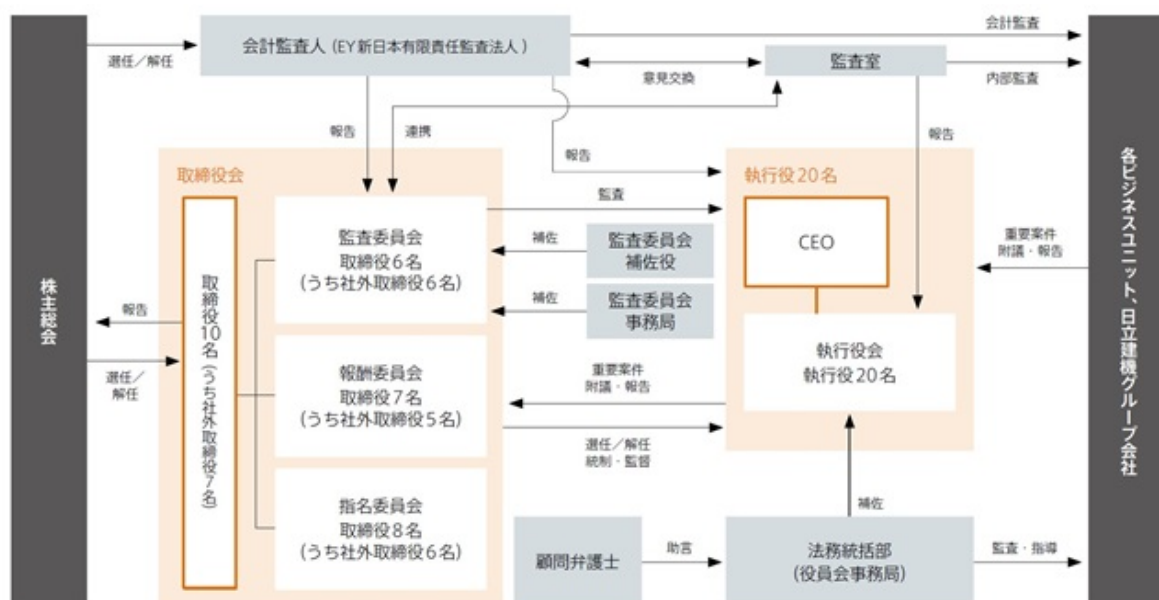 会計監査人（EY新日本有限責任監査法人）
会計監査
選任／解任
意見交換
監査室
内部監査
報告
連携
報告
報告
取締役会
執行役20名
監査
監査委員会
取締役6名
（うち社外取締役6名）
補佐
監査委員会
補佐役
CEO
補佐
監査委員会
事務局
重要案件
附議・報告
株主総会
報告
選任／
解任
取締役10名（うち社外取締役7名）
報酬委員会
取締役7名
（うち社外取締役5名）
重要案件
附議・報告
選任／解任
統制・監督
執行役会
執行役20名
各ビジネスユニット、日立建機グループ会社
指名委員会
取締役8名
（うち社外取締役6名）
顧問弁護士
助言
補佐
法務統括部
（役員会事務局）
監査・指導